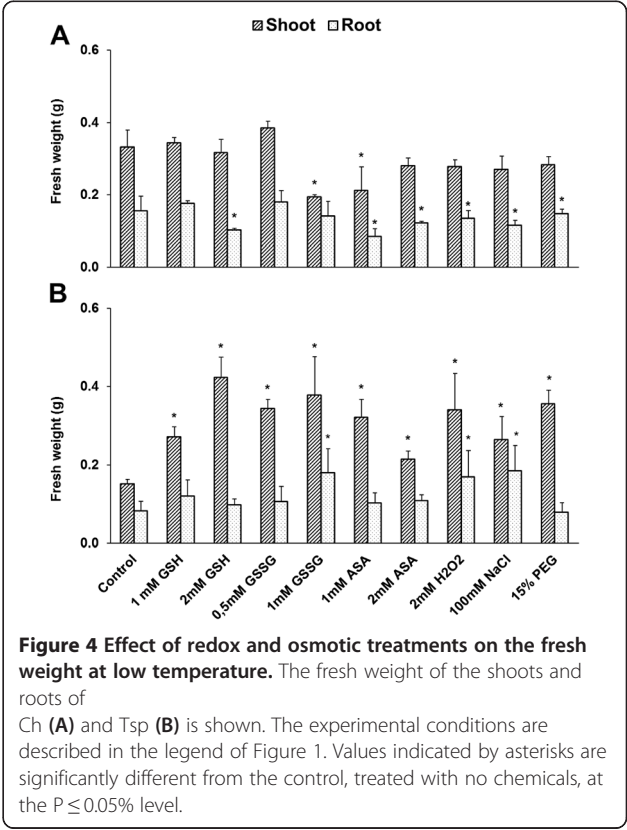 Shoot Root
A
0.6
0.4
0.2
0.0
Fresh weight (g)
* * * * * * * *
B
0.6
0.4
0.2
0.0
Fresh weight (g)
* * * * * * * * * * * *
Control
1 mM GSH
2mM GSH
0,5mM GSSG
1mM GSSG
1mM ASA
2mM ASA
2mM H2O2
100mM NaCl
15% PEG
Figure 4 Effect of redox and osmotic treatments on the fresh
weight at low temperature. The fresh weight of the shoots and
roots of
Ch (A) and Tsp (B) is shown. The experimental conditions are
described in the legend of Figure 1. Values indicated by asterisks are
significantly different from the control, treated with no chemicals, at
the P ≤ 0.05% level.